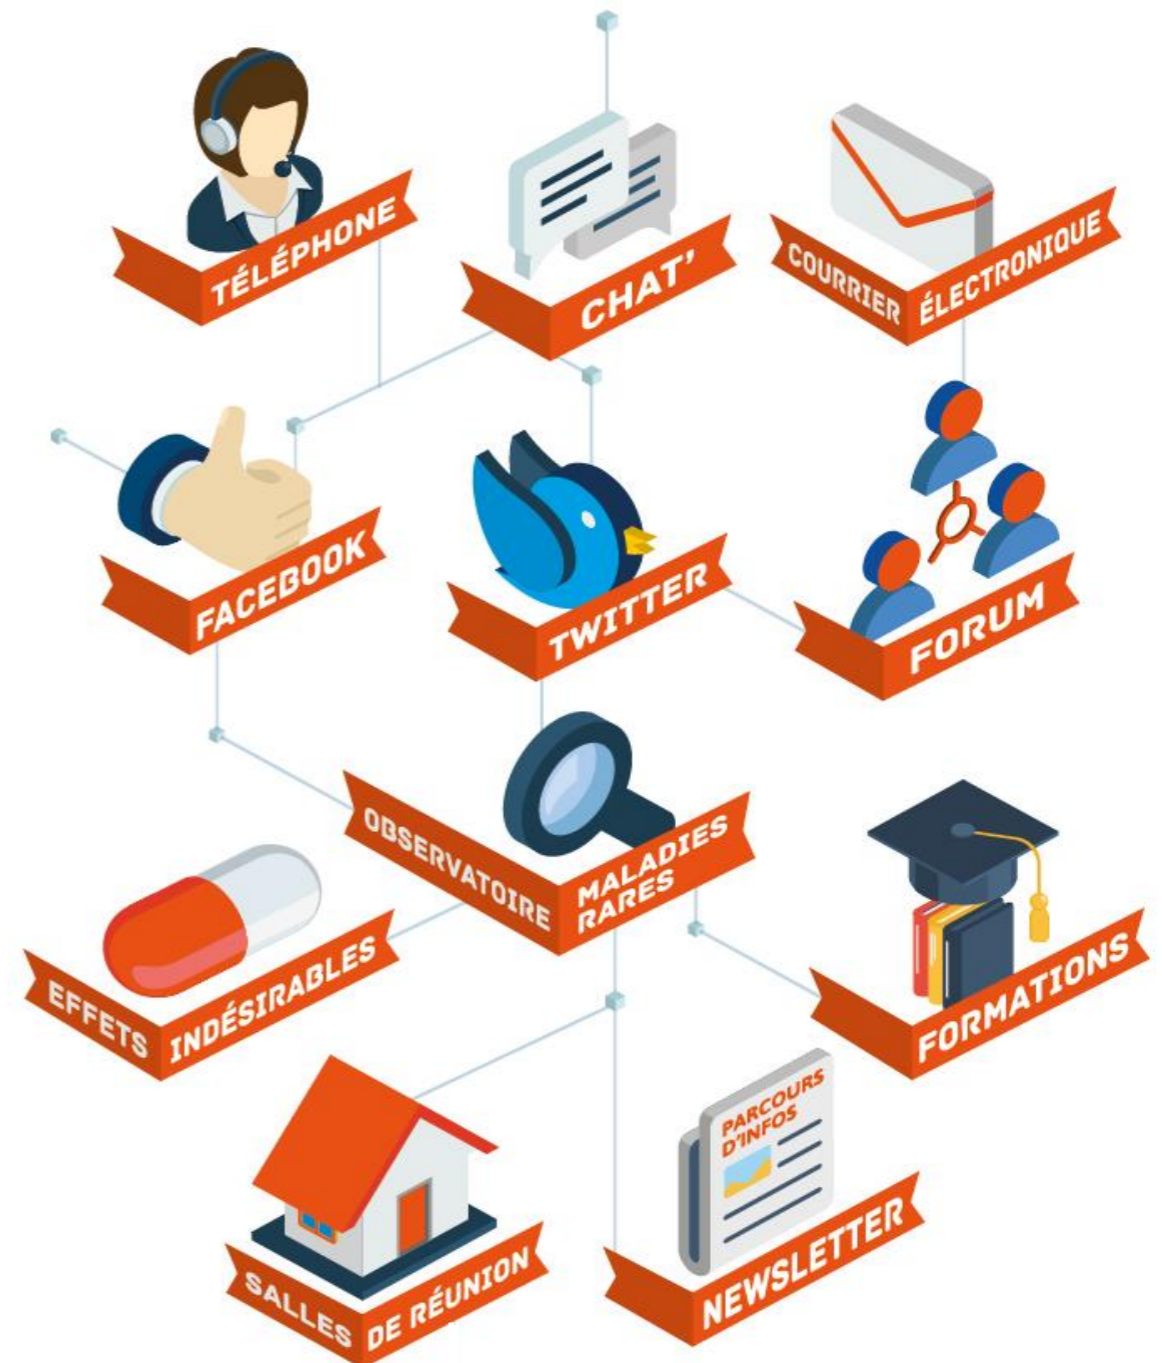 TÉLÉPHONE
CHAT'
COURRIER ÉLECTRONIQUE
FACEBOOK
TWITTER
FORUM
OBSERVATOIRE MALADIES
RARES
EFFETS INDÉSIRABLES
FORMATIONS
PARCOURS
D'INFOS
SALLES DE RÉUNION
NEWSLETTER